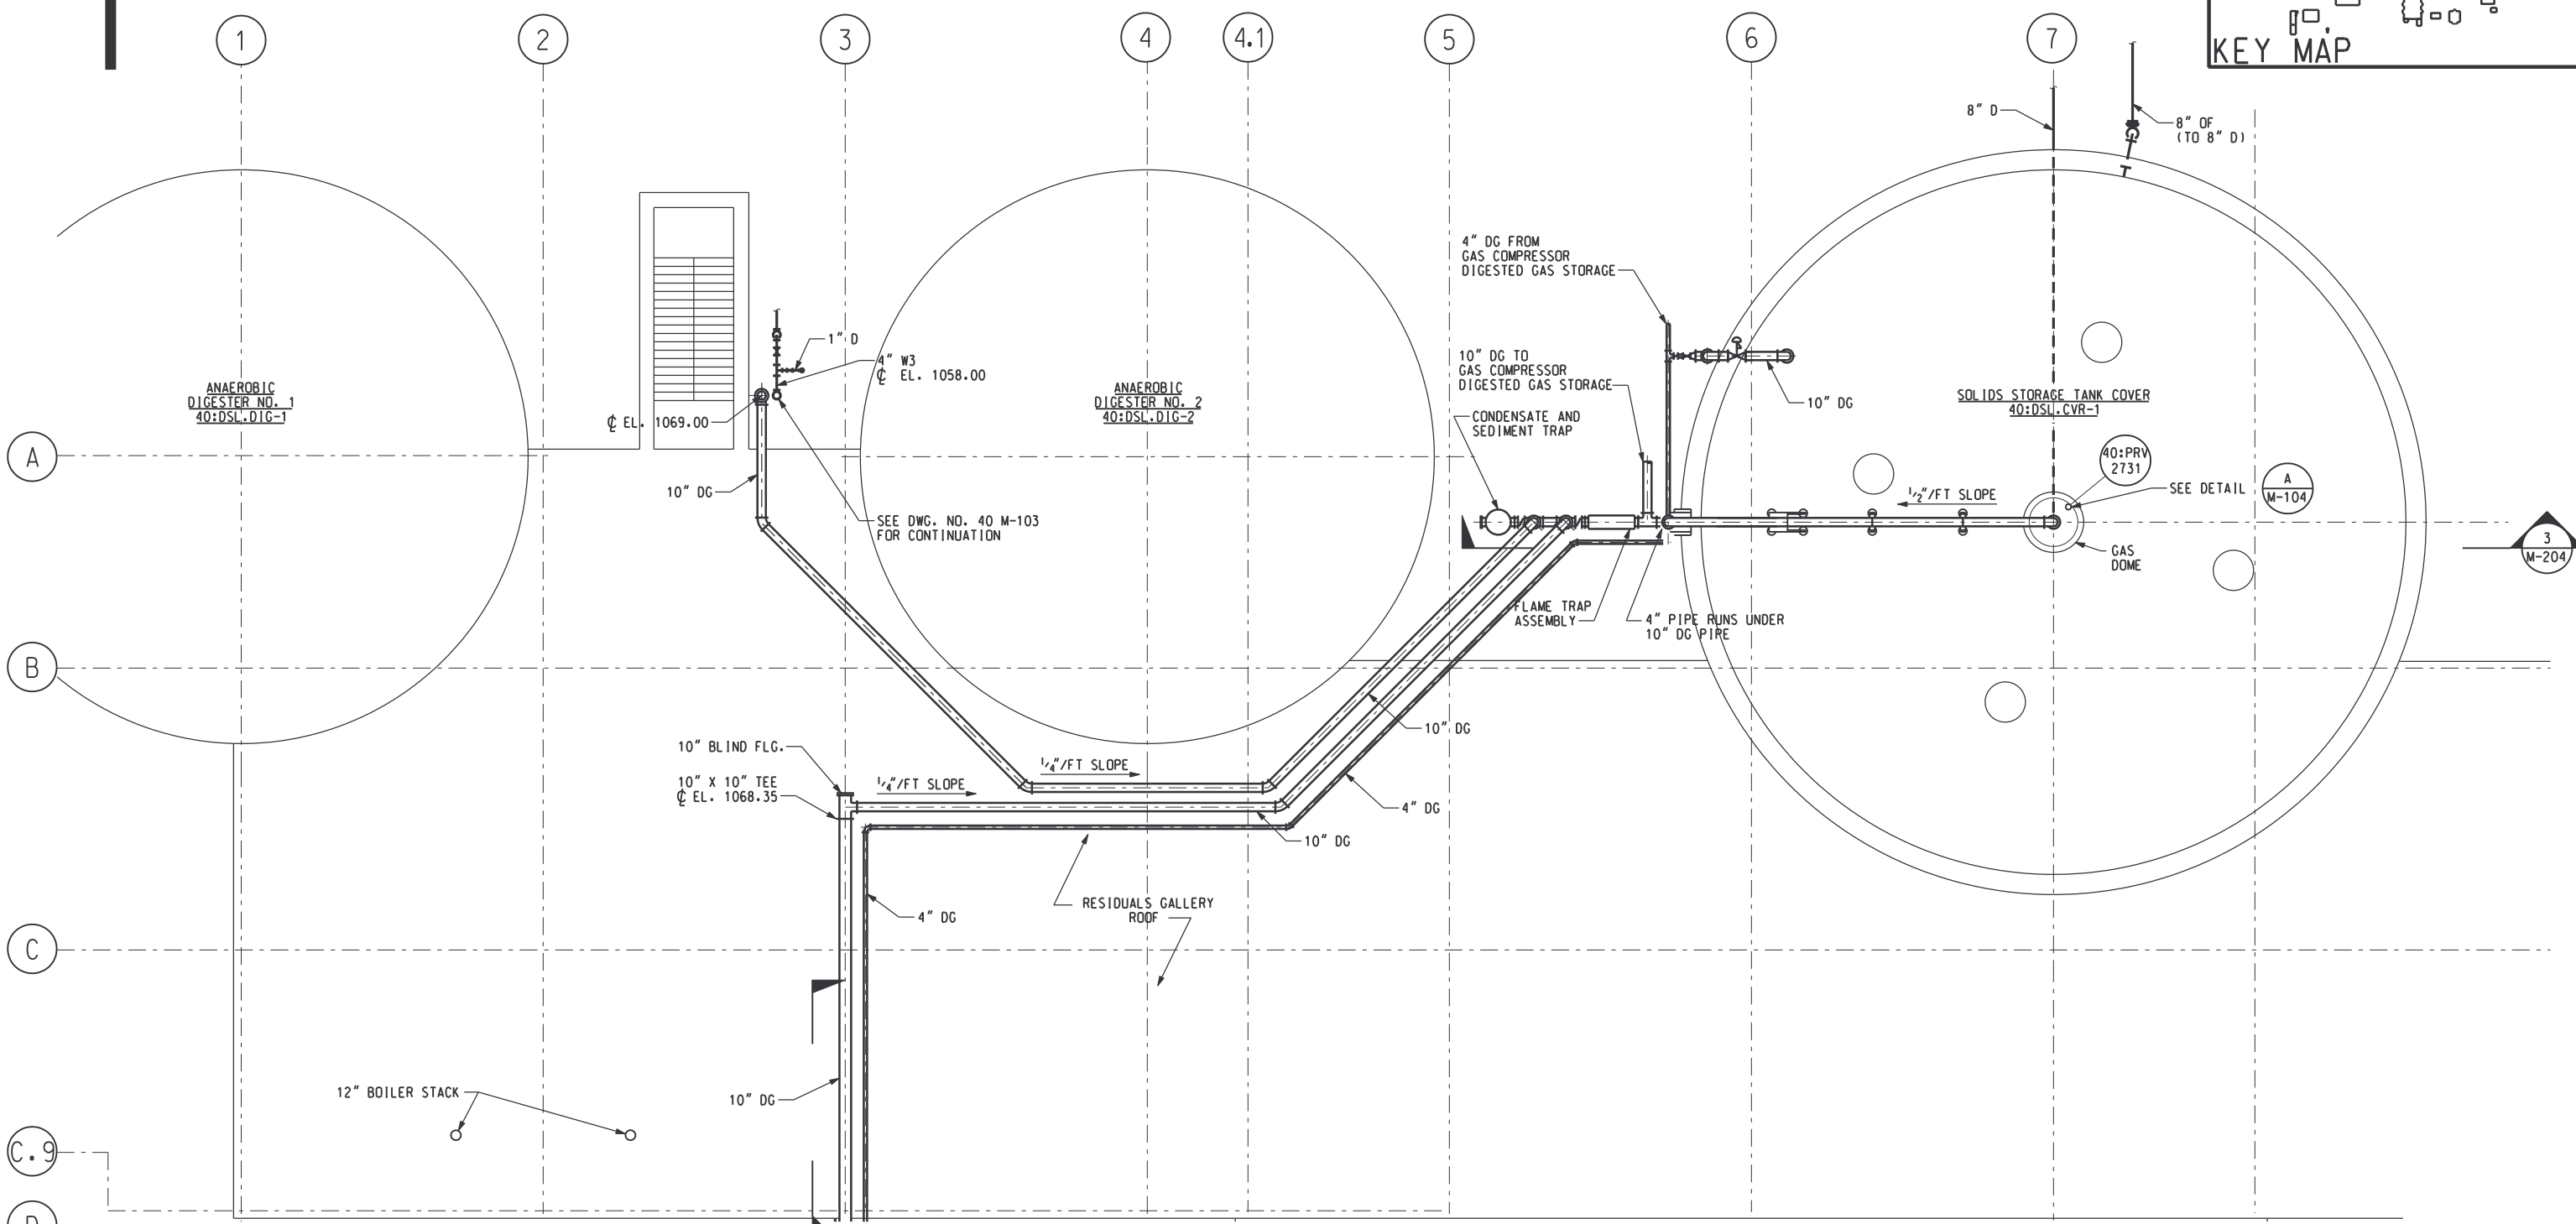 1
2
3
4
4.1
5
6
7
KEY MAP
8" D
8" OF
(TO 8" D)
4" DG FROM
GAS COMPRESSOR
DIGESTED GAS STORAGE
1" D
4" W3
℄ EL. 1058.00
10" DG TO
GAS COMPRESSOR
DIGESTED GAS STORAGE
ANAEROBIC
DIGESTER NO. 1
40:DSL.DIG-1
ANAEROBIC
DIGESTER NO. 2
40:DSL.DIG-2
SOLIDS STORAGE TANK COVER
40:DSL.CVR-1
10" DG
℄ EL. 1069.00
CONDENSATE AND
SEDIMENT TRAP
A
40:PRV
2731
SEE DETAIL
A
M-104
10" DG
1/2"/FT SLOPE
SEE DWG. NO. 40 M-103
FOR CONTINUATION
GAS
DOME
3
M-204
FLAME TRAP
ASSEMBLY
4" PIPE RUNS UNDER
10" DG PIPE
B
10" DG
10" BLIND FLG.
1/4"/FT SLOPE
10" X 10" TEE
℄ EL. 1068.35
1/4"/FT SLOPE
4" DG
10" DG
RESIDUALS GALLERY
ROOF
4" DG
C
12" BOILER STACK
10" DG
C.9
D